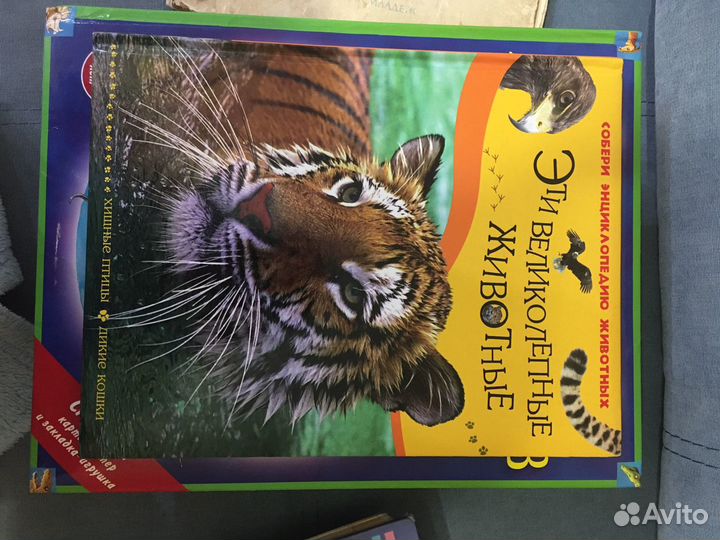 СОБЕРИ ЭНЦИКЛОПЕДИЮ ЖИВОТНЫХ
ЭТИ ВЕЛИКОЛЕПНЫЕ
ЖИВОТНЫЕ
ХИЩНЫЕ ПТИЦЫ ДИКИЕ КОШКИ
и закладка-игрушка
Avito